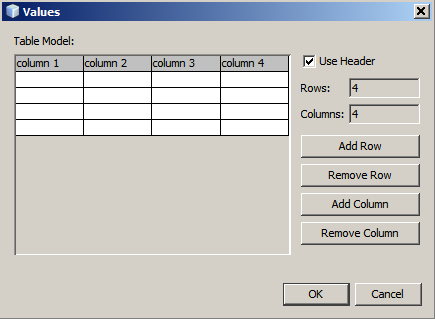 Values
Table Model:
column 1 column 2 column 3 column 4
Use Header
Rows: 4
Columns: 4
Add Row
Remove Row
Add Column
Remove Column
OK Cancel